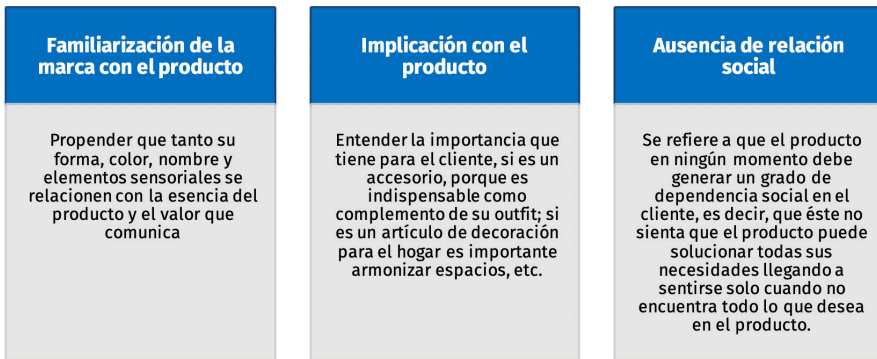 Familiarización de la
marca con el producto
Propender que tanto su
forma, color, nombre y
elementos sensoriales se
relacionen con la esencia del
producto y el valor que
comunica
Implicación con el
producto
Entender la importancia que
tiene para el cliente, si es un
accesorio, porque es
indispensable como
complemento de su outfit; si
es un artículo de decoración
para el hogar es importante
armonizar espacios, etc.
Ausencia de relación
social
Se refiere a que el producto
en ningún momento debe
generar un grado de
dependencia social en el
cliente, es decir, que éste no
sienta que el producto puede
solucionar todas sus
necesidades llegando a
sentirse solo cuando no
encuentra todo lo que desea
en el producto.